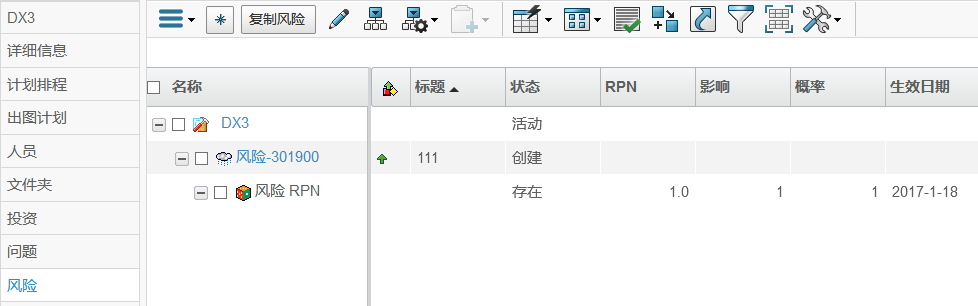 DX3
详细信息
计划排程
出图计划
人员
文件夹
投资
问题
风险
复制风险
名称 标题 状态 RPN 影响 概率 生效日期
DX3 活动
风险-301900 111 创建
风险 RPN 存在 1.0 1 1 2017-1-18